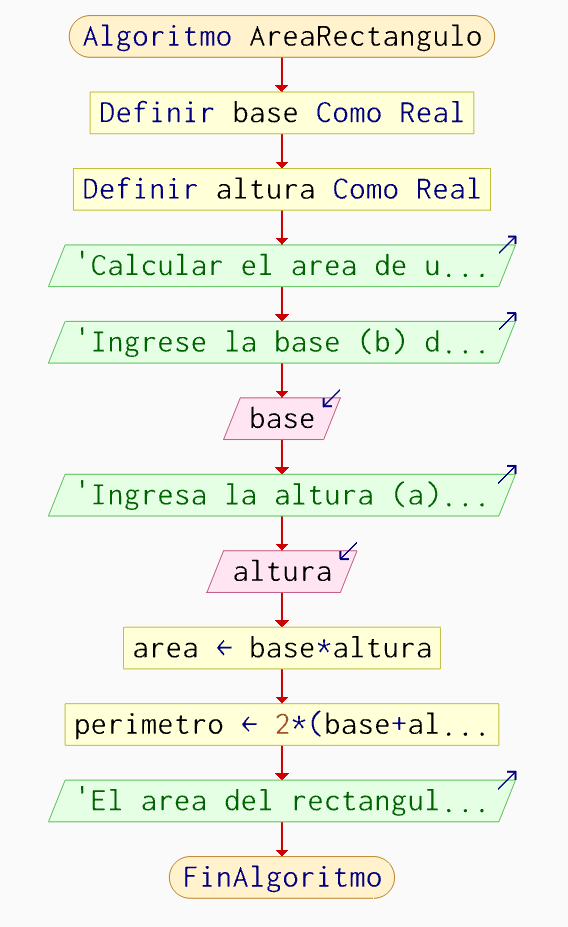 Algoritmo AreaRectangulo
Definir base Como Real
Definir altura Como Real
'Calcular el area de u...
'Ingrese la base (b) d...
base
'Ingresa la altura (a)...
altura
area ← base*altura
perimetro ← 2*(base+al...
'El area del rectangul...
FinAlgoritmo